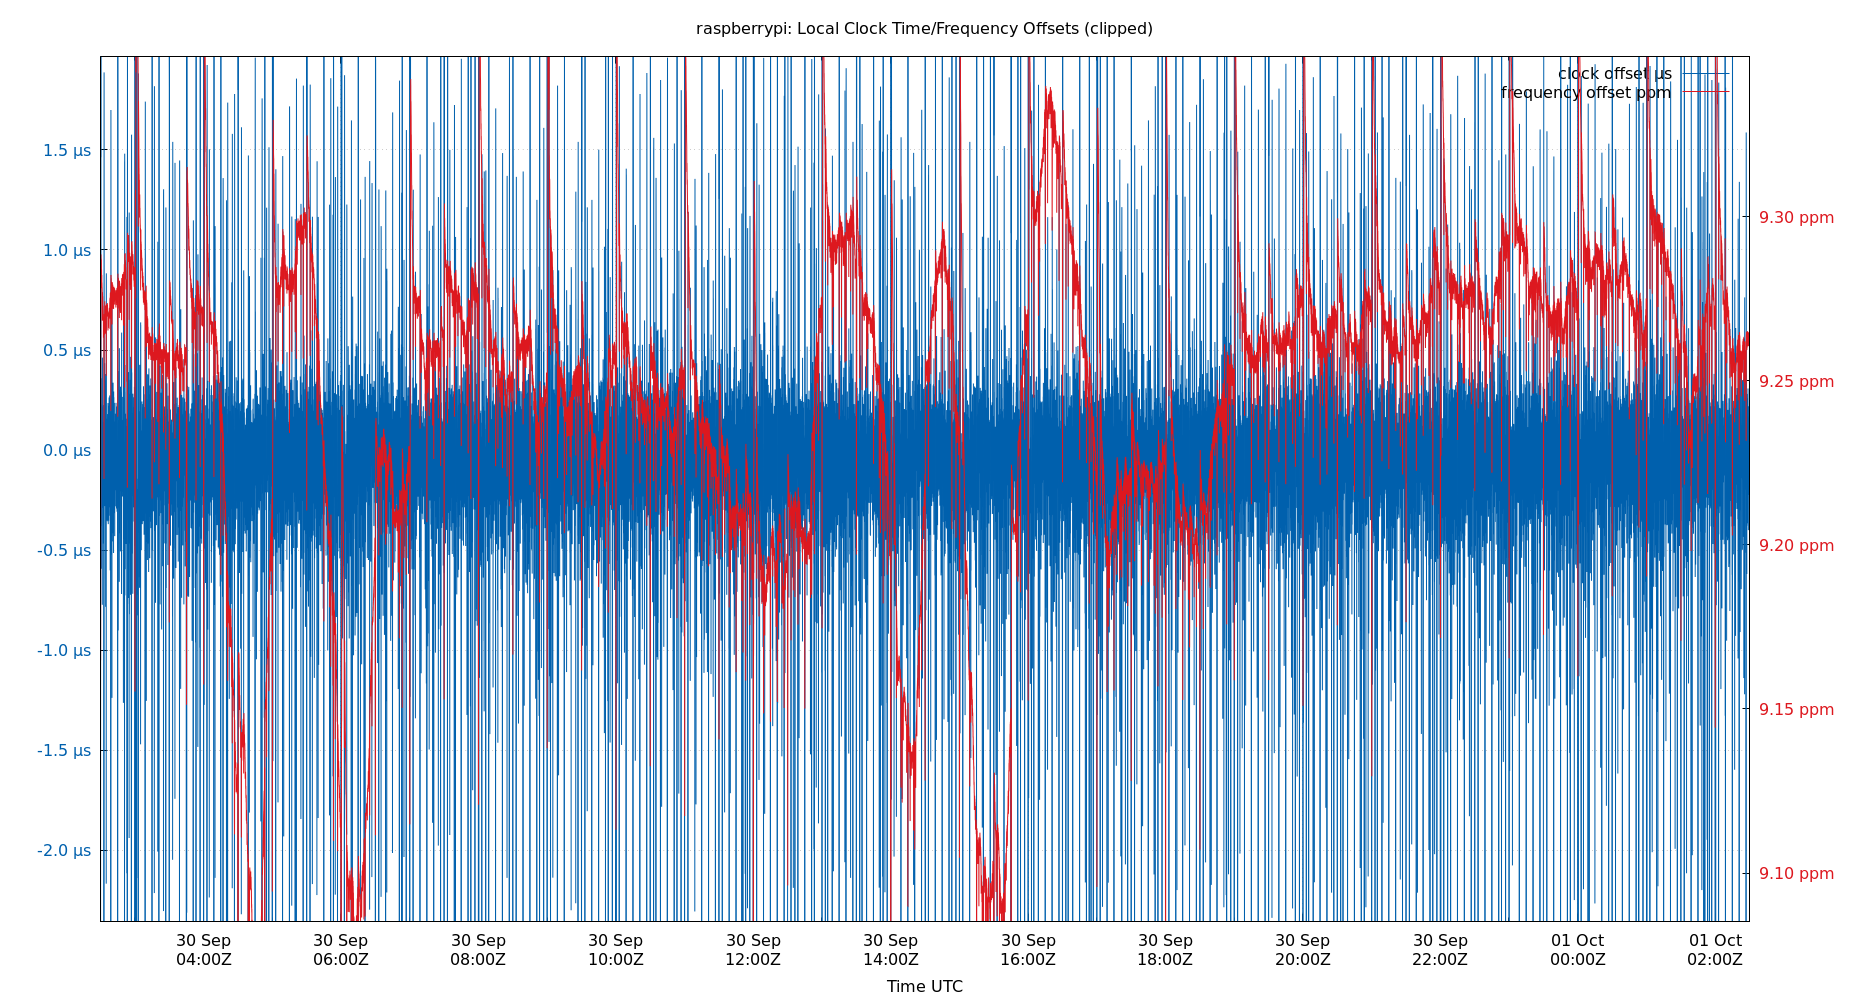 raspberrypi: Local Clock Time/Frequency Offsets (clipped)
clock offset µs
frequency offset ppm
1.5 µs
1.0 µs
0.5 µs
0.0 µs
-0.5 µs
-1.0 µs
-1.5 µs
-2.0 µs
9.30 ppm
9.25 ppm
9.20 ppm
9.15 ppm
9.10 ppm
30 Sep 30 Sep 30 Sep 30 Sep 30 Sep 30 Sep 30 Sep 30 Sep 30 Sep 30 Sep 01 Oct 01 Oct
04:00Z 06:00Z 08:00Z 10:00Z 12:00Z 14:00Z 16:00Z 18:00Z 20:00Z 22:00Z 00:00Z 02:00Z
Time UTC